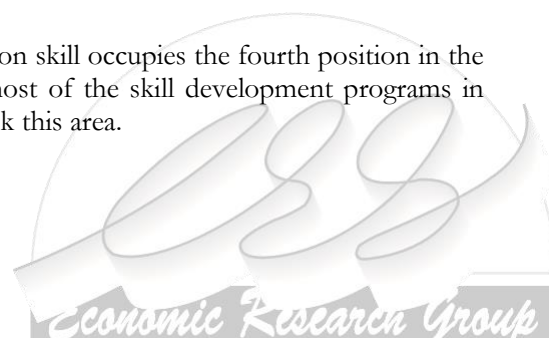 on skill occupies the fourth position in the
ost of the skill development programs in
k this area.
Economic Research Group